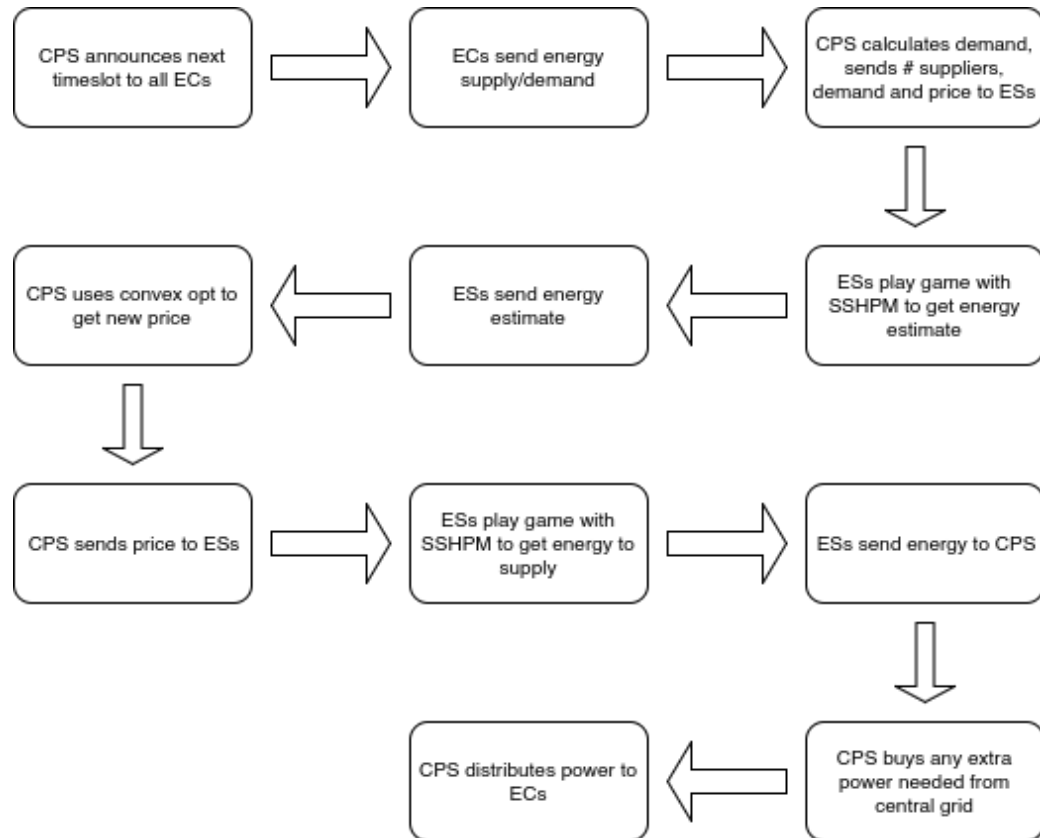 CPS announces next
timeslot to all ECs
ECs send energy
supply/demand
CPS calculates demand,
sends # suppliers,
demand and price to ESs
ESs play game with
SSHPM to get energy
estimate
ESs send energy
estimate
CPS uses convex opt to
get new price
CPS sends price to ESs
ESs play game with
SSHPM to get energy to
supply
ESs send energy to CPS
CPS buys any extra
power needed from
central grid
CPS distributes power to
ECs